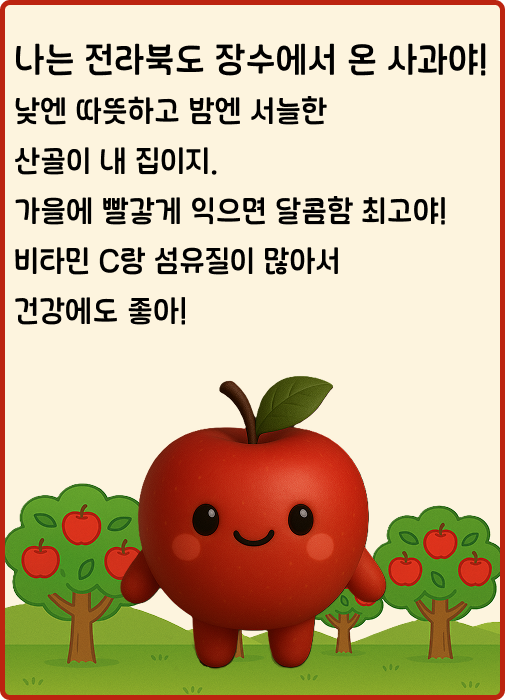 나는 전라북도 장수에서 온 사과야!
낮엔 따뜻하고 밤엔 서늘한
산골이 내 집이지.
가을에 빨갛게 익으면 달콤함 최고야!
비타민 C랑 섬유질이 많아서
건강에도 좋아!